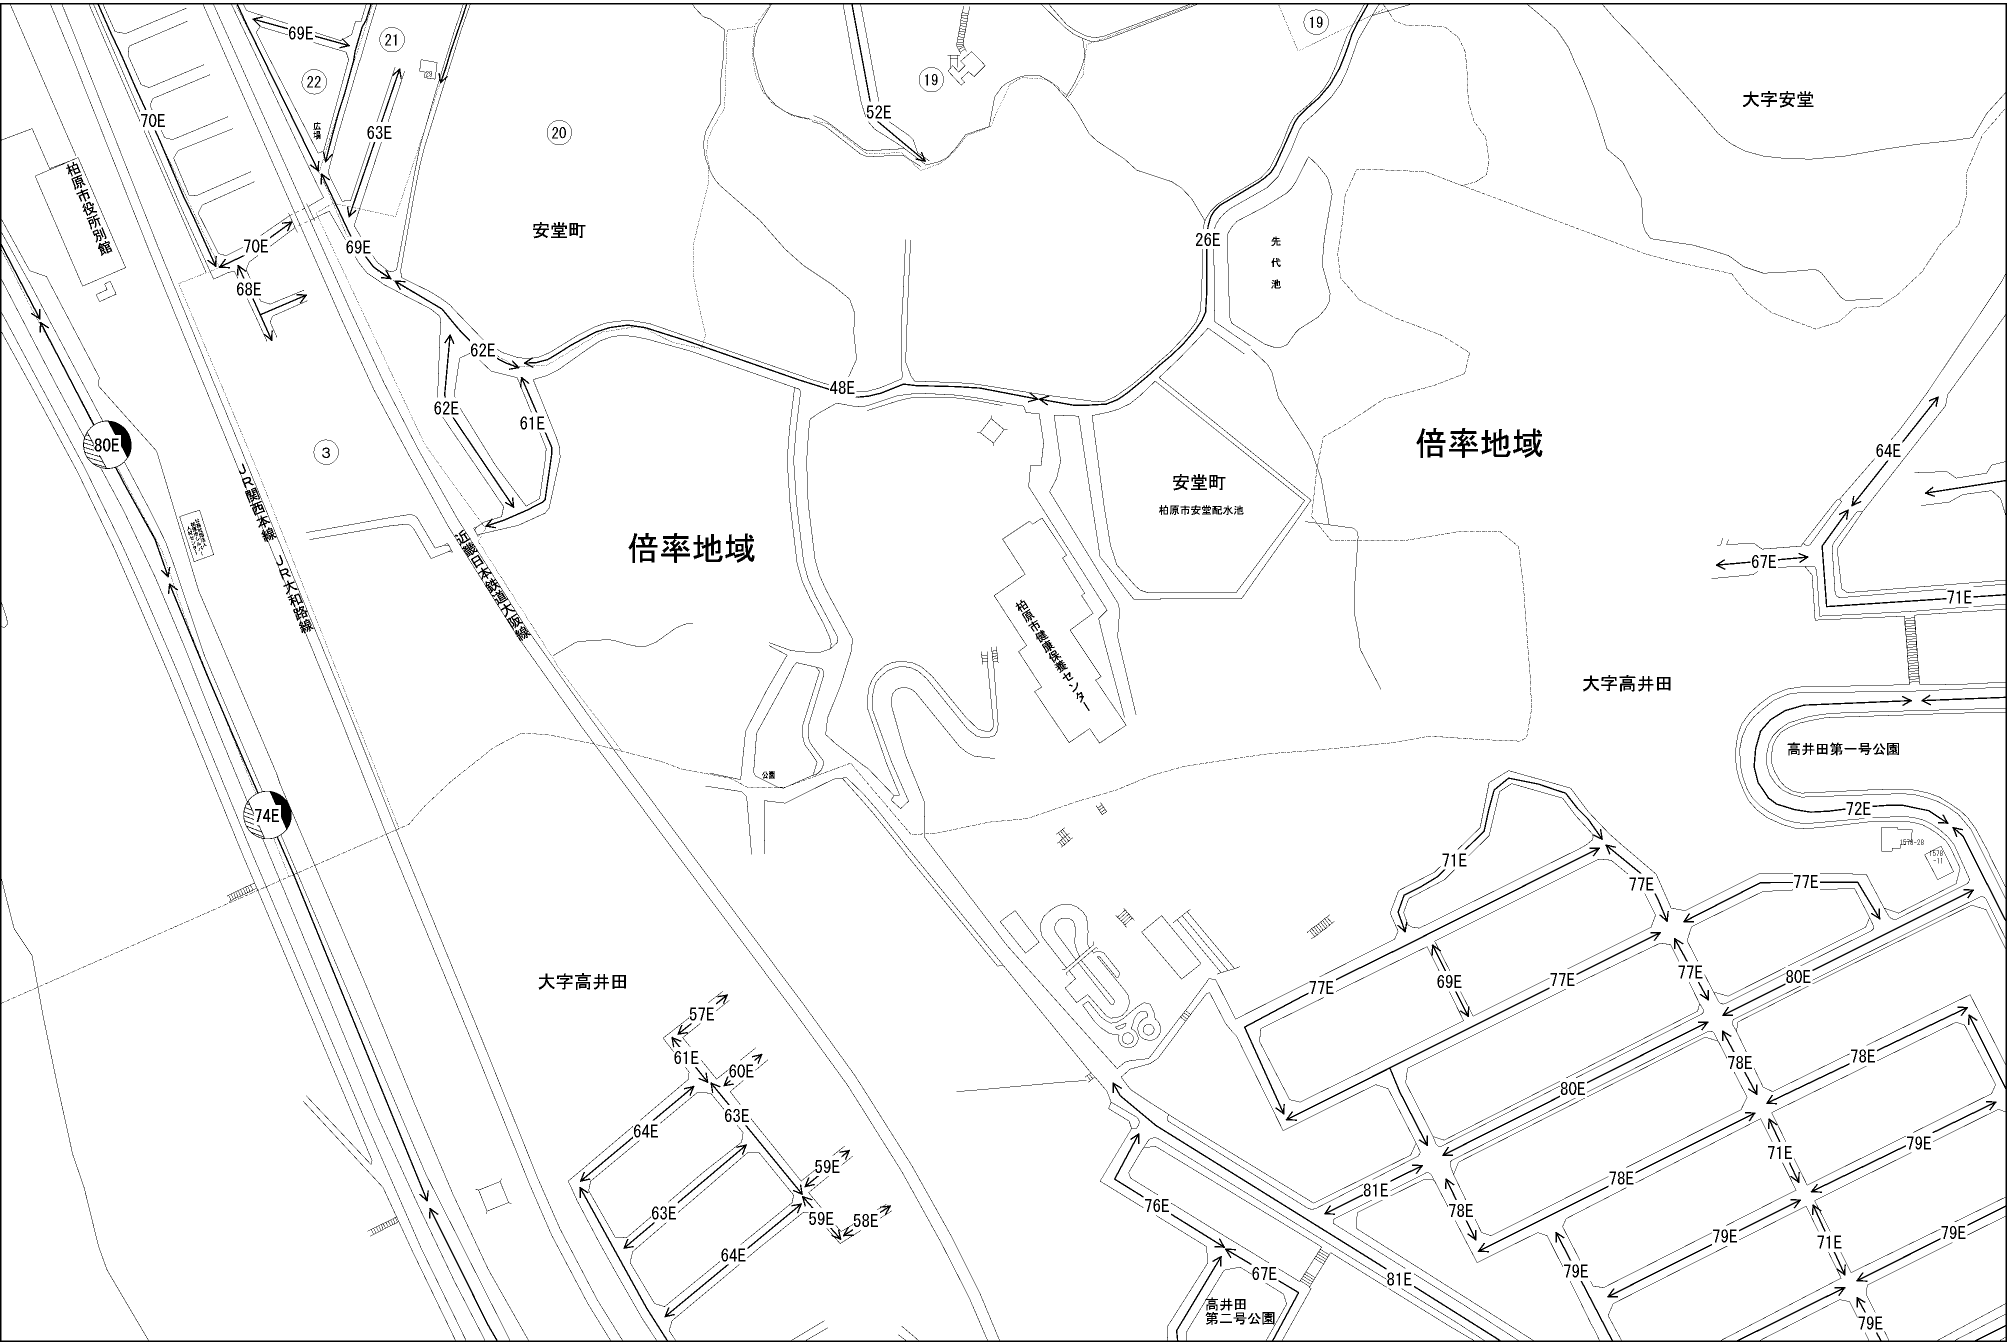 69E
21
19
22
19
大字安堂
52E
70E
広場
63E
20
柏原市役所別館
安堂町
26E
先代池
70E
69E
68E
62E
48E
62E
61E
80E
3
倍率地域
64E
安堂町
柏原市安堂配水池
JR関西本線
JR大和路線
近畿日本鉄道大阪線
倍率地域
67E
71E
柏原市健康保養センター
大字高井田
高井田第一号公園
公園
74E
72E
1578-28
1578
-11
71E
77E
77E
大字高井田
77E
69E
77E
77E
80E
57E
61E
60E
78E
78E
80E
63E
64E
71E
79E
59E
81E
78E
76E
63E
59E
58E
78E
79E
71E
79E
64E
67E
81E
79E
高井田
第二号公園
79E